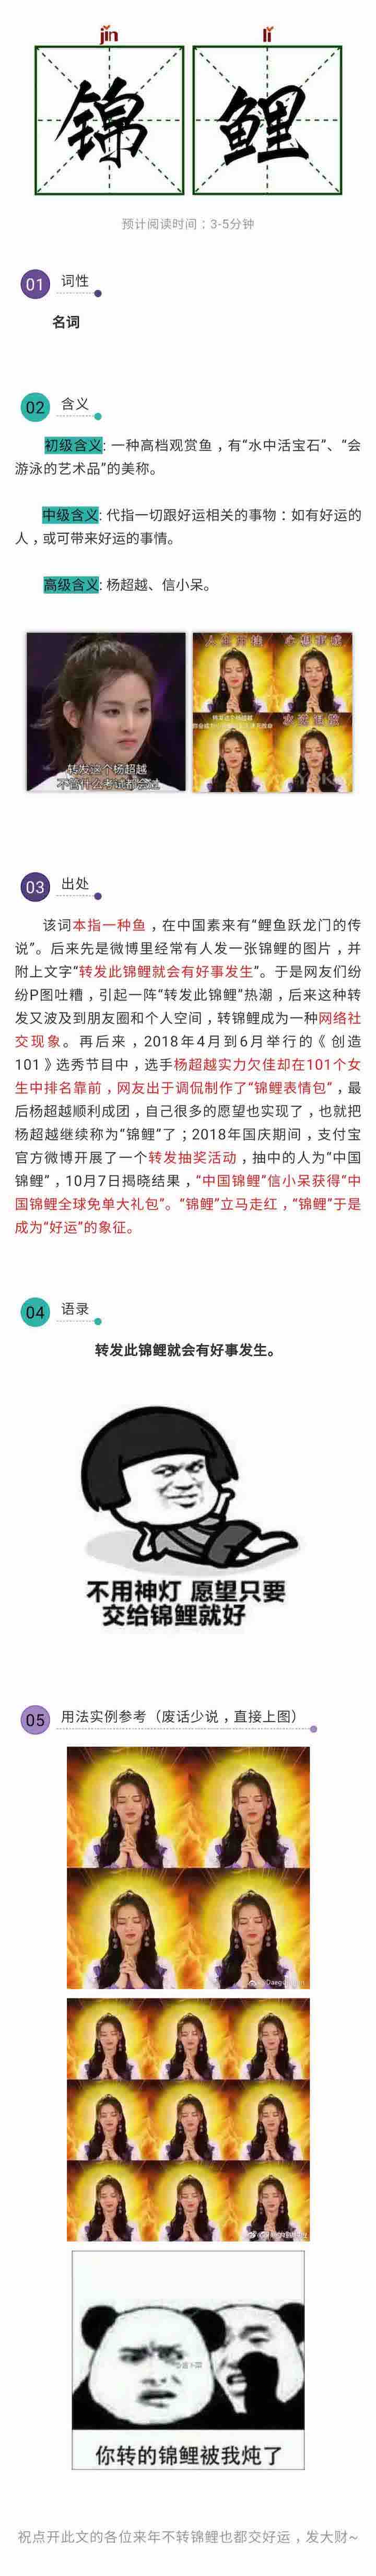 jǐn lǐ
锦 鲤
预计阅读时间：3-5分钟
01 词性
名词
02 含义
初级含义: 一种高档观赏鱼，有“水中活宝石”、“会
游泳的艺术品”的美称。
中级含义: 代指一切跟好运相关的事物：如有好运的
人，或可带来好运的事情。
高级含义: 杨超越、信小呆。
转发这个杨超越
不管什么考试都会过
03 出处
该词本指一种鱼，在中国素来有“鲤鱼跃龙门的传
说”。后来先是微博里经常有人发一张锦鲤的图片，并
附上文字“转发此锦鲤就会有好事发生”。于是网友们纷
纷P图吐糟，引起一阵“转发此锦鲤”热潮，后来这种转
发又波及到朋友圈和个人空间，转锦鲤成为一种网络社
交现象。再后来，2018年4月到6月举行的《创造
101》选秀节目中，选手杨超越实力欠佳却在101个女
生中排名靠前，网友出于调侃制作了“锦鲤表情包”，最
后杨超越顺利成团，自己很多的愿望也实现了，也就把
杨超越继续称为“锦鲤”了；2018年国庆期间，支付宝
官方微博开展了一个转发抽奖活动，抽中的人为“中国
锦鲤”，10月7日揭晓结果，“中国锦鲤”信小呆获得“中
国锦鲤全球免单大礼包”。“锦鲤”立马走红，“锦鲤”于是
成为“好运”的象征。
04 语录
转发此锦鲤就会有好事发生。
不用神灯 愿望只要
交给锦鲤就好
05 用法实例参考（废话少说，直接上图）
你转的锦鲤被我炖了
祝点开此文的各位来年不转锦鲤也都交好运，发大财~